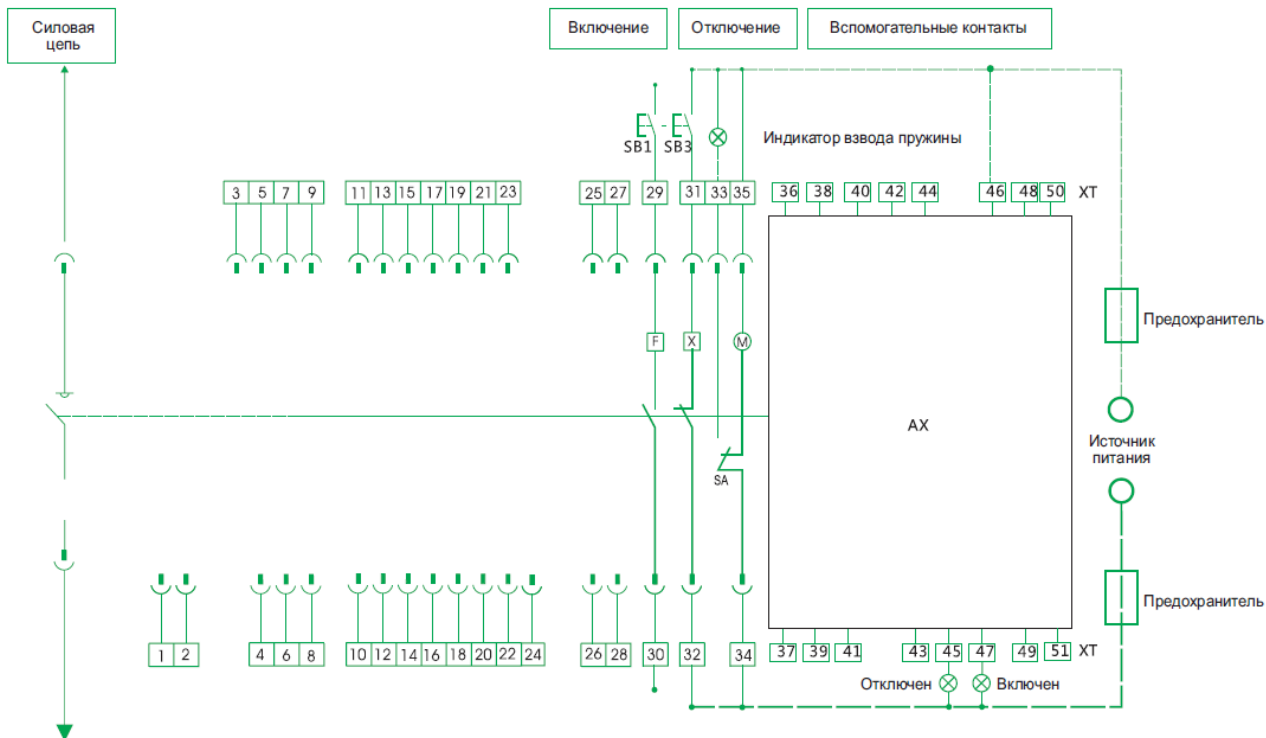 Силовая
цепь
Включение
Отключение
Вспомогательные контакты
SB1
SB3
Индикатор взвода пружины
3 5 7 9
11 13 15 17 19 21 23
25 27 29
31 33 35
36 38 40 42 44 46 48 50 XT
Предохранитель
F X M
AX
Источник
питания
SA
Предохранитель
1 2
4 6 8
10 12 14 16 18 20 22 24
26 28 30
32
34
37 39 41 43 45 47 49 51 XT
Отключен
Включен